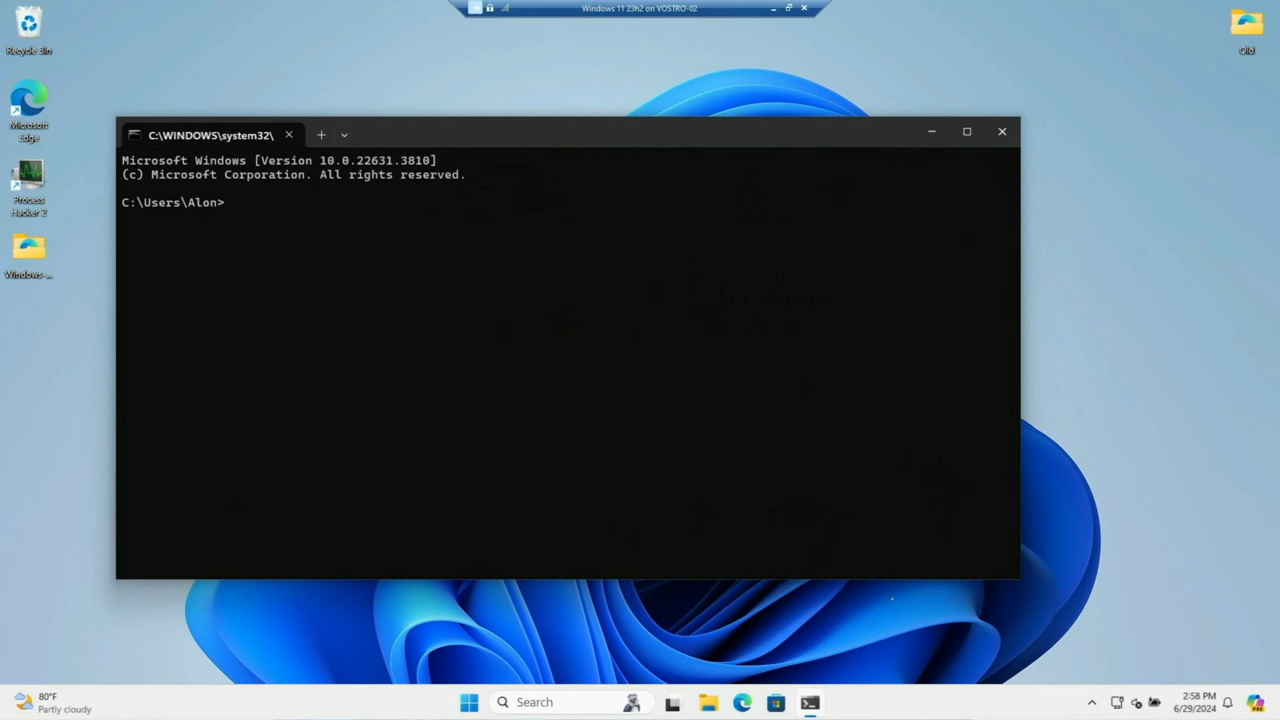 Windows 11 23h2 on VOSTRO-02
Recycle Bin
Old
Microsoft
Edge
Process
Hacker 2
Windows-...
C:\WINDOWS\system32\
Microsoft Windows [Version 10.0.22631.3810]
(c) Microsoft Corporation. All rights reserved.
C:\Users\Alon>
80°F
Partly cloudy
Search
2:58 PM
6/29/2024